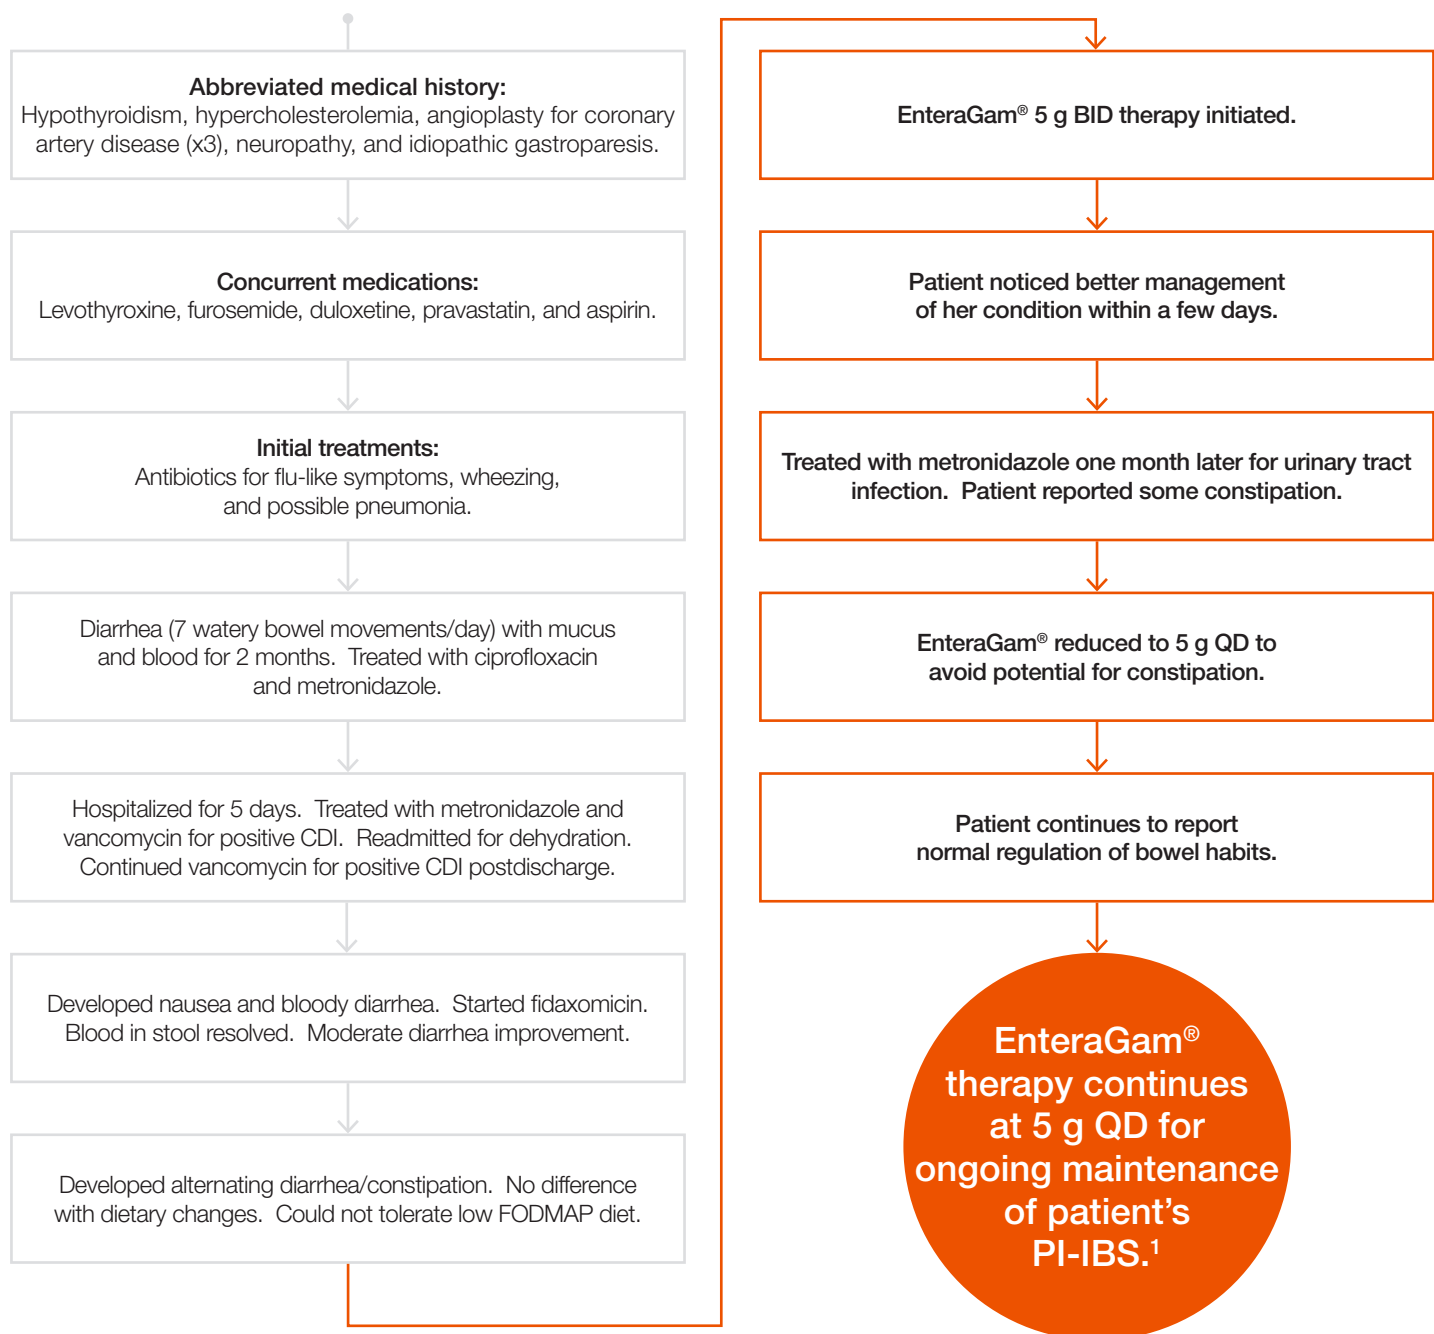 Abbreviated medical history:
Hypothyroidism, hypercholesterolemia, angioplasty for coronary
artery disease (x3), neuropathy, and idiopathic gastroparesis.
Concurrent medications:
Levothyroxine, furosemide, duloxetine, pravastatin, and aspirin.
Initial treatments:
Antibiotics for flu-like symptoms, wheezing,
and possible pneumonia.
Diarrhea (7 watery bowel movements/day) with mucus
and blood for 2 months.  Treated with ciprofloxacin
and metronidazole.
Hospitalized for 5 days.  Treated with metronidazole and
vancomycin for positive CDI.  Readmitted for dehydration.
Continued vancomycin for positive CDI postdischarge.
Developed nausea and bloody diarrhea.  Started fidaxomicin.
Blood in stool resolved.  Moderate diarrhea improvement.
Developed alternating diarrhea/constipation.  No difference
with dietary changes.  Could not tolerate low FODMAP diet.
EnteraGam® 5 g BID therapy initiated.
Patient noticed better management
of her condition within a few days.
Treated with metronidazole one month later for urinary tract
infection.  Patient reported some constipation.
EnteraGam® reduced to 5 g QD to
avoid potential for constipation.
Patient continues to report
normal regulation of bowel habits.
EnteraGam®
therapy continues
at 5 g QD for
ongoing maintenance
of patient’s
PI-IBS.¹